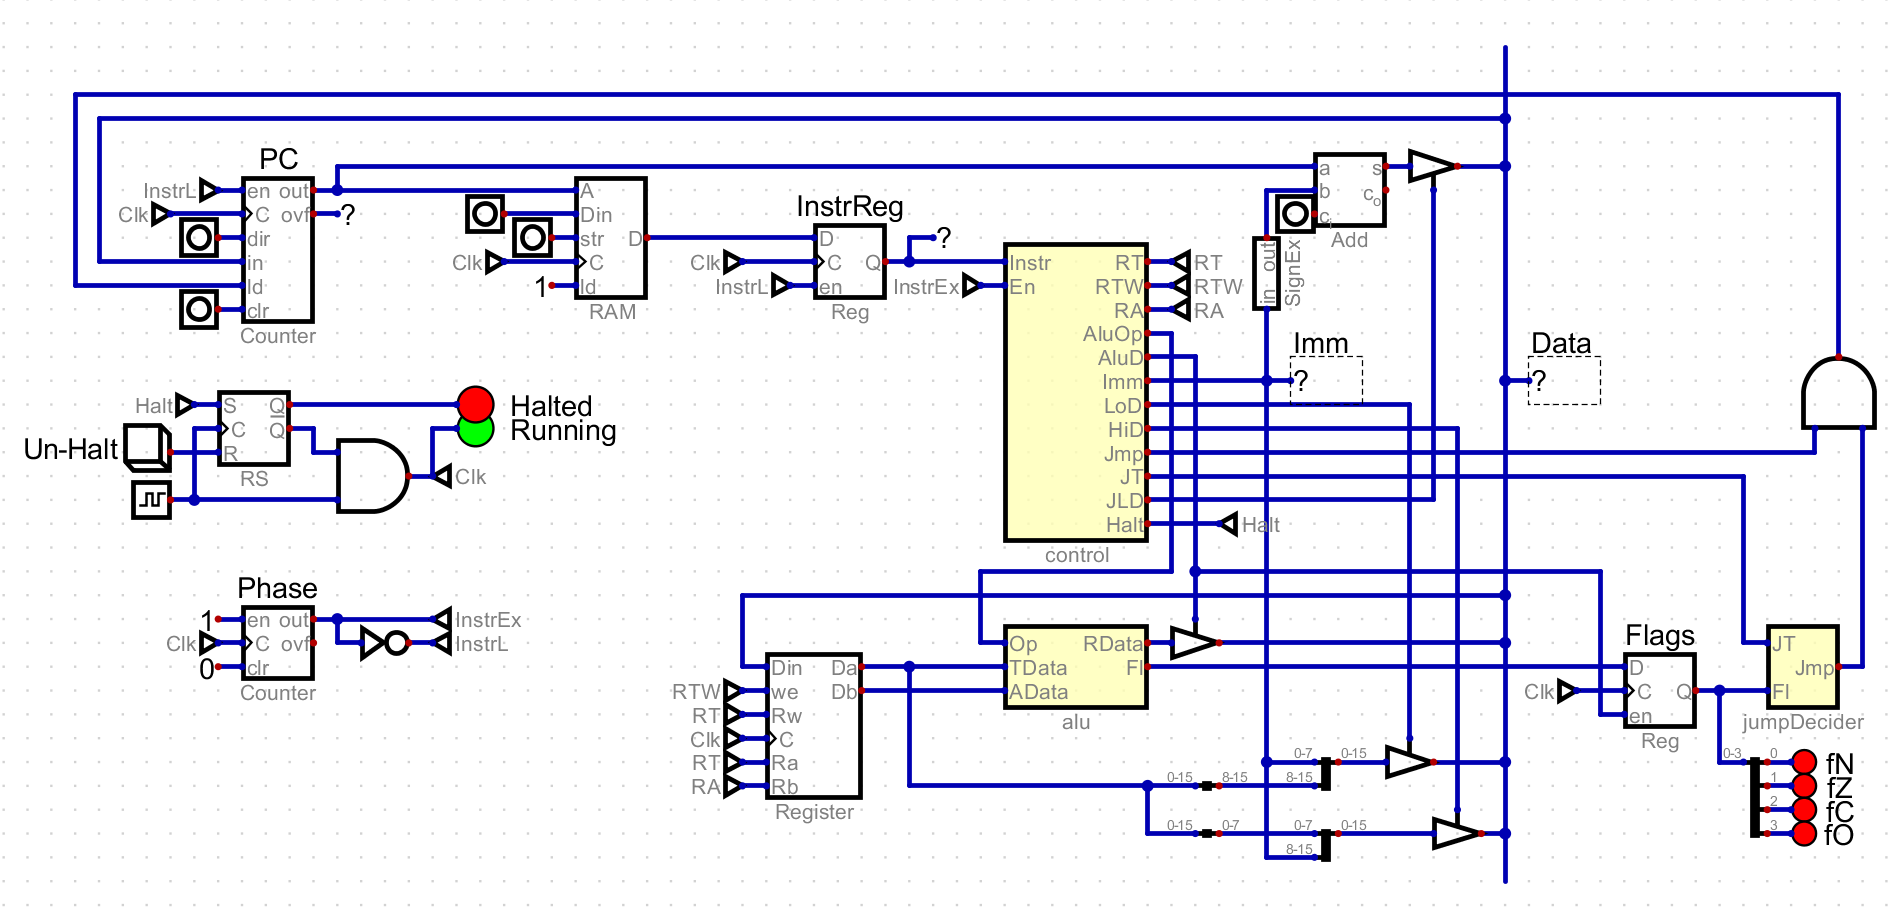 PC
InstrL
en out
Clk
C ovf
?
dir
in
ld
clr
Counter
A
Din
str
D
Clk
C
1
ld
RAM
InstrReg
D
Clk
C
Q
?
InstrL
en
Reg
InstrEx
Instr
En
RT
RTW
RA
AluOp
AluD
Imm
LoD
HiD
Jmp
JT
JLD
Halt
control
RT
RTW
RA
Halt
a
s
b
co
ci
Add
out
in
SignEx
Imm
?
Data
?
Halt
S
Q
C
Q
R
RS
Un-Halt
Halted
Running
Clk
Phase
1
en out
Clk
C ovf
0
clr
Counter
InstrEx
InstrL
Din
Da
RTW
we
Db
RT
Rw
Clk
C
RT
Ra
RA
Rb
Register
Op
RData
TData
Fl
AData
alu
0-15
8-15
0-7
8-15
0-15
0-15
0-7
0-7
8-15
0-15
Flags
D
Clk
C
Q
en
Reg
JT
Jmp
Fl
jumpDecider
0-3
0
fN
1
fZ
2
fC
3
fO